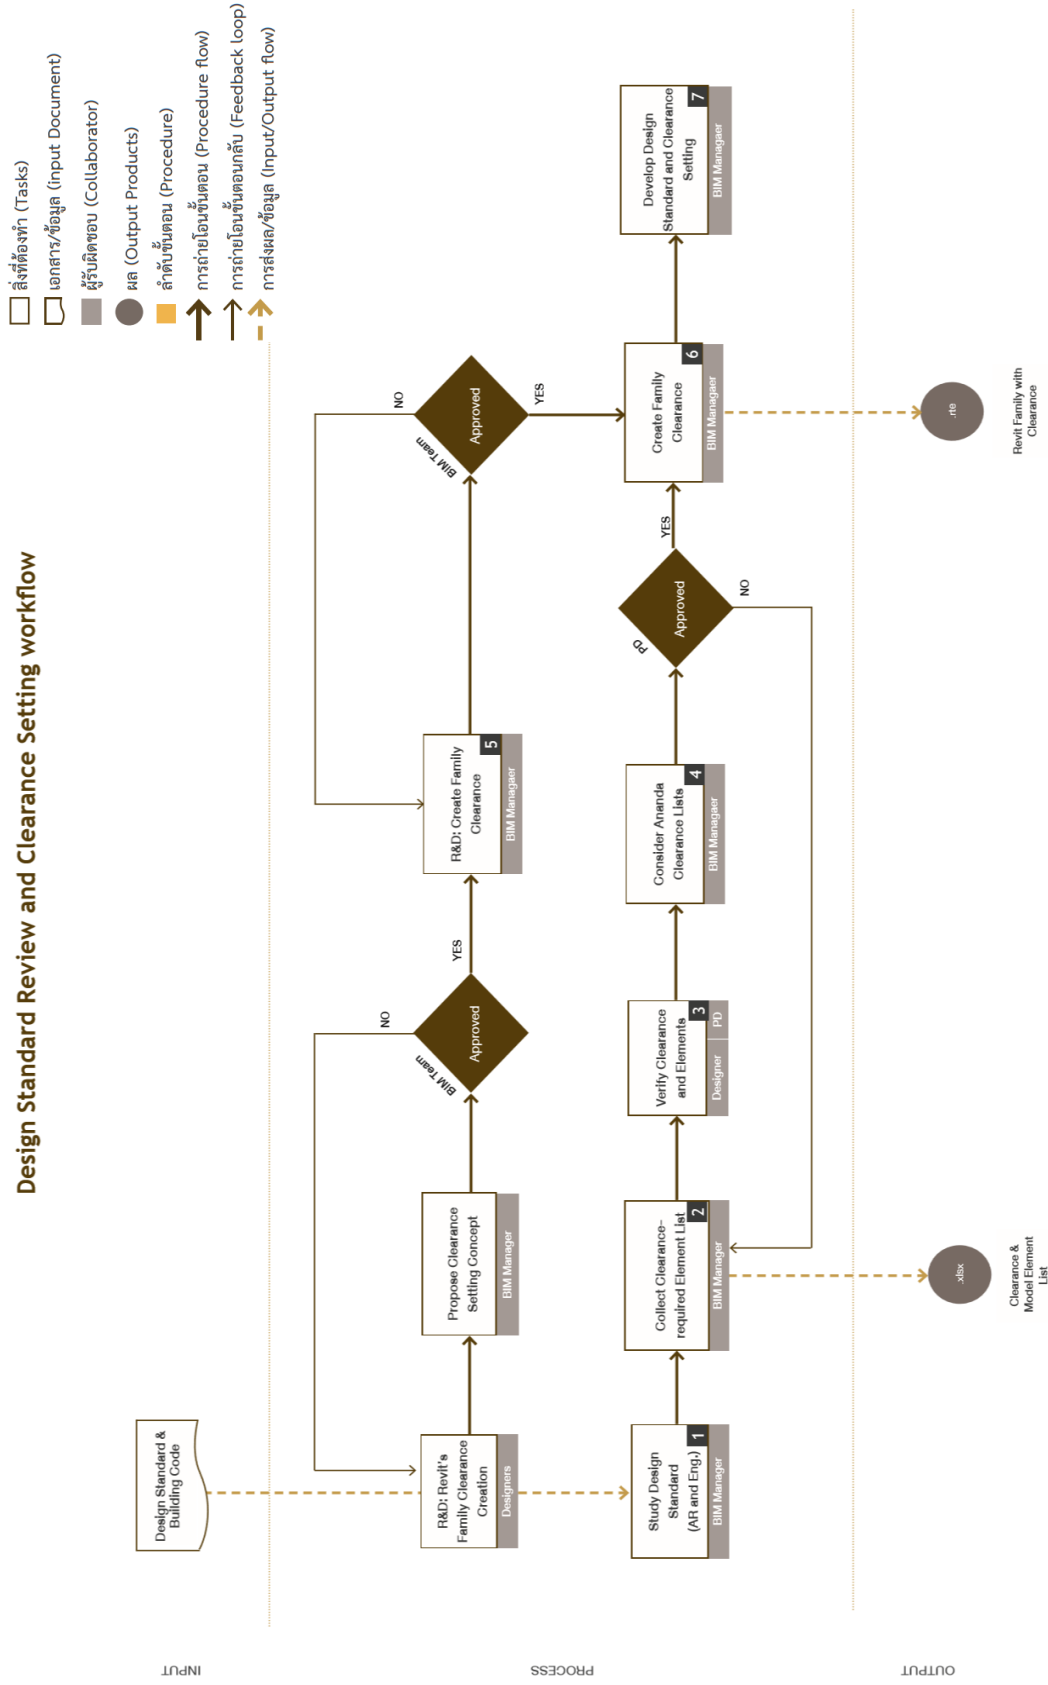 Design Standard Review and Clearance Setting workflow
สิ่งที่ต้องทำ (Tasks)
เอกสาร/ข้อมูล (input Document)
ผู้รับผิดชอบ (Collaborator)
ผล (Output Products)
ลำดับขั้นตอน (Procedure)
การถ่ายโอนขั้นตอน (Procedure flow)
การถ่ายโอนขั้นตอนกลับ (Feedback loop)
การส่งผล/ข้อมูล (Input/Output flow)
INPUT
Design Standard &
Building Code
PROCESS
R&D: Revit's
Family Clearance
Creation
Designers
Propose Clearance
Setting Concept
BIM Manager
BIM Team
Approved
NO
YES
R&D: Create Family
Clearance
5
BIM Managaer
BIM Team
Approved
NO
YES
Study Design
Standard
(AR and Eng.)
1
BIM Manager
Collect Clearance-
required Element List
2
BIM Manager
Verify Clearance
and Elements
3
Designer
PD
Consider Ananda
Clearance Lists
4
BIM Managaer
PD
Approved
YES
NO
Create Family
Clearance
6
BIM Managaer
Develop Design
Standard and Clearance
Setting
7
BIM Managaer
OUTPUT
.xlsx
Clearance &
Model Element
List
.rte
Revit Family with
Clearance